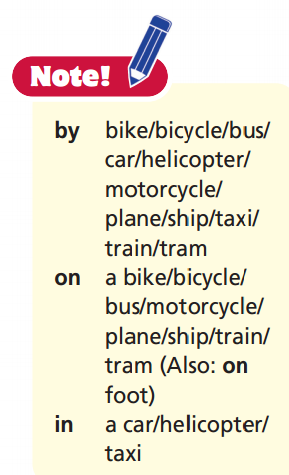 Note!
by bike/bicycle/bus/
car/helicopter/
motorcycle/
plane/ship/taxi/
train/tram
on a bike/bicycle/
bus/motorcycle/
plane/ship/train/
tram (Also: on
foot)
in a car/helicopter/
taxi